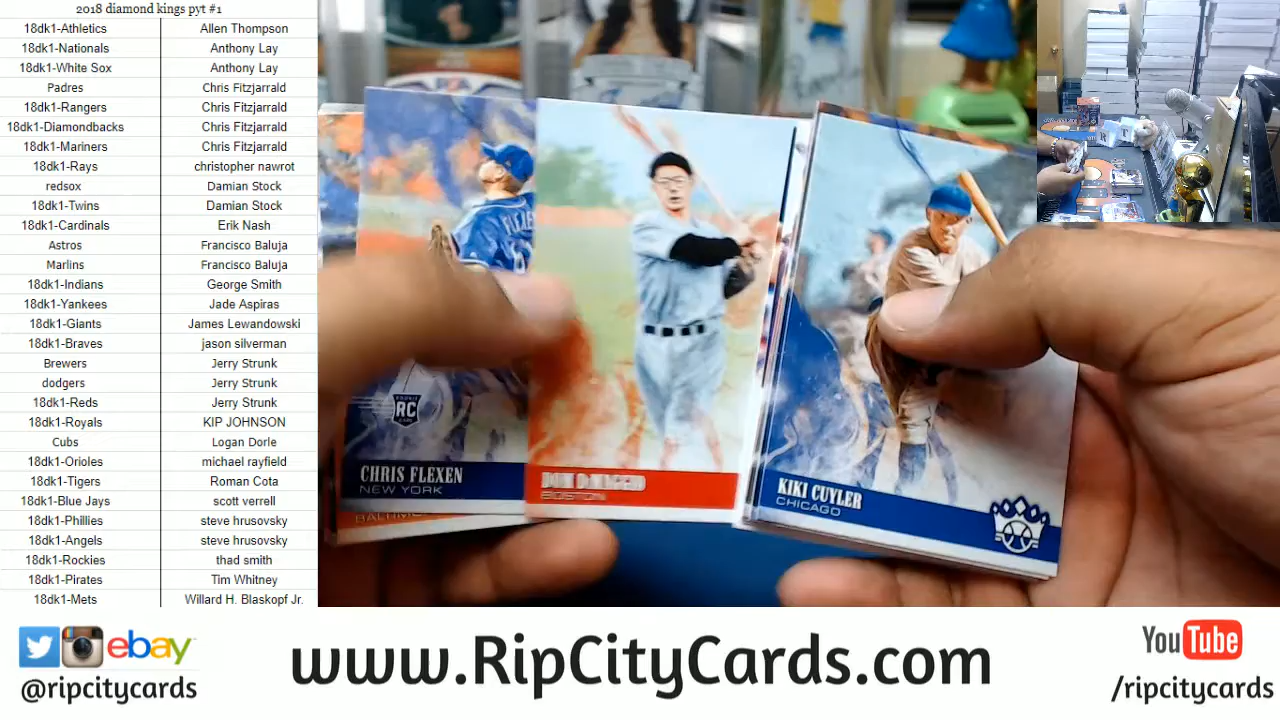 2018 diamond kings pyt #1
18dk1-Athletics Allen Thompson
18dk1-Nationals Anthony Lay
18dk1-White Sox Anthony Lay
Padres Chris Fitzjarrald
18dk1-Rangers Chris Fitzjarrald
18dk1-Diamondbacks Chris Fitzjarrald
18dk1-Mariners Chris Fitzjarrald
18dk1-Rays christopher nawrot
redsox Damian Stock
18dk1-Twins Damian Stock
18dk1-Cardinals Erik Nash
Astros Francisco Baluja
Marlins Francisco Baluja
18dk1-Indians George Smith
18dk1-Yankees Jade Aspiras
18dk1-Giants James Lewandowski
18dk1-Braves jason silverman
Brewers Jerry Strunk
dodgers Jerry Strunk
18dk1-Reds Jerry Strunk
18dk1-Royals KIP JOHNSON
Cubs Logan Dorle
18dk1-Orioles michael rayfield
18dk1-Tigers Roman Cota
18dk1-Blue Jays scott verrell
18dk1-Phillies steve hrusovsky
18dk1-Angels steve hrusovsky
18dk1-Rockies thad smith
18dk1-Pirates Tim Whitney
18dk1-Mets Willard H. Blaskopf Jr.
RC
CHRIS FLEXEN
NEW YORK
BOSTON
KIKI CUYLER
CHICAGO
ebay
@ripcitycards
www.RipCityCards.com
YouTube
/ripcitycards